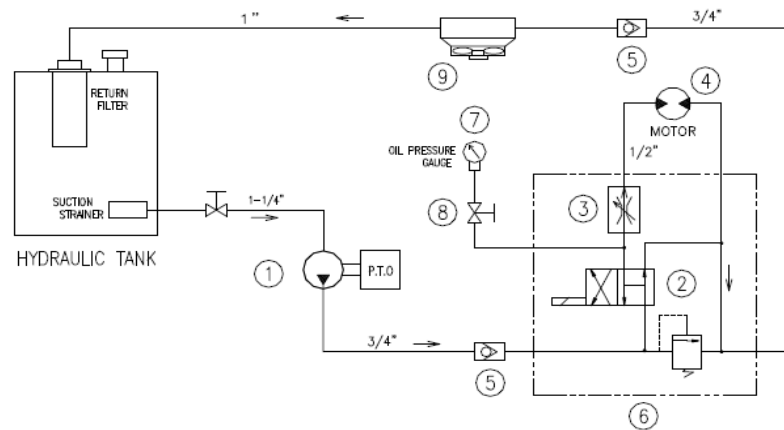 1"
3/4"
5
9
4
RETURN
FILTER
7
MOTOR
OIL PRESSURE
GAUGE
1/2"
3
SUCTION
STRAINER
1-1/4"
8
HYDRAULIC TANK
1
P.T.O
2
3/4"
5
6